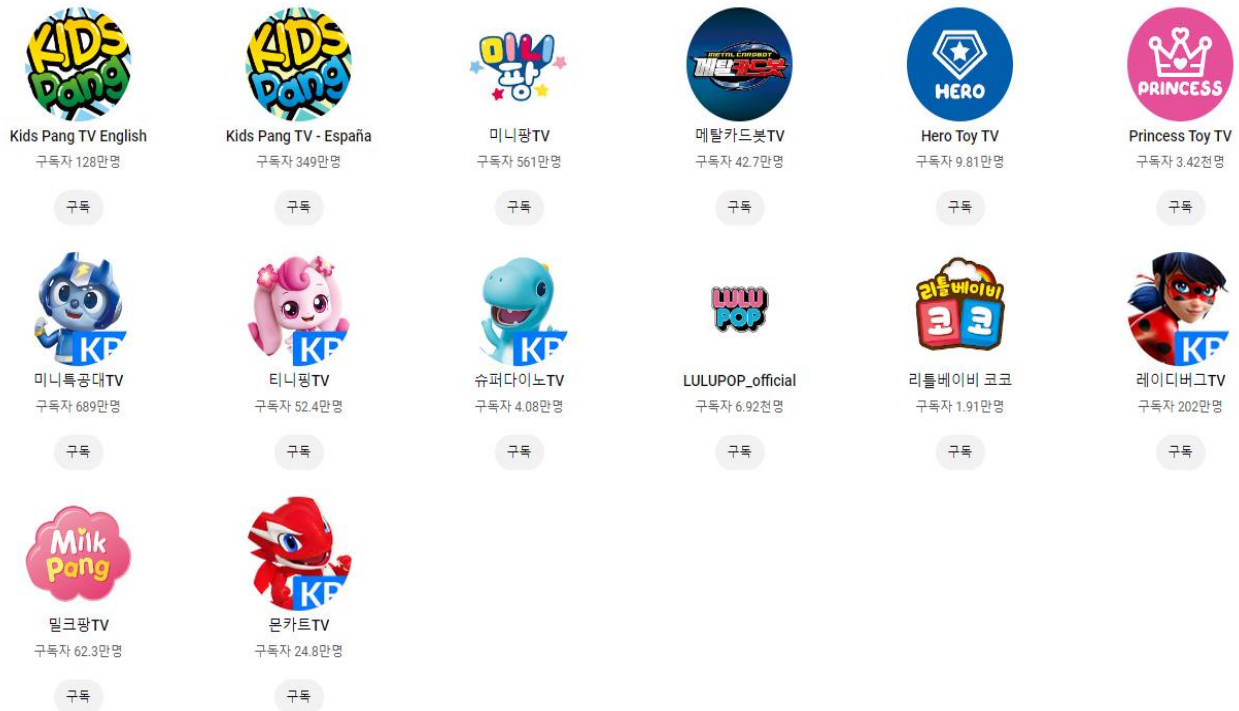 KIDS
Pang
KIDS
Pang
미니
팡
METAL CARDBOT
메탈카드봇
HERO
PRINCESS
Kids Pang TV English
Kids Pang TV - España
미니팡TV
메탈카드봇TV
Hero Toy TV
Princess Toy TV
구독자 128만명
구독자 349만명
구독자 561만명
구독자 42.7만명
구독자 9.81만명
구독자 3.42천명
구독
구독
구독
구독
구독
구독
KR
KR
KR
LULU
POP
리틀베이비
코코
KR
미니특공대TV
티니핑TV
슈퍼다이노TV
LULUPOP_official
리틀베이비 코코
레이디버그TV
구독자 689만명
구독자 52.4만명
구독자 4.08만명
구독자 6.92천명
구독자 1.91만명
구독자 202만명
구독
구독
구독
구독
구독
구독
Milk
Pang
KR
밀크팡TV
몬카트TV
구독자 62.3만명
구독자 24.8만명
구독
구독